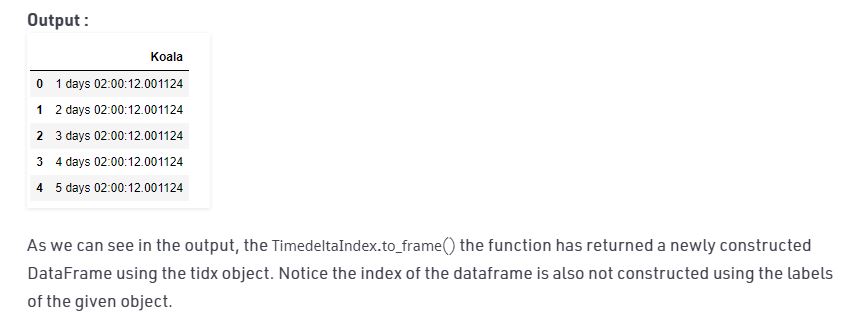 Output :
Koala
0 1 days 02:00:12.001124
1 2 days 02:00:12.001124
2 3 days 02:00:12.001124
3 4 days 02:00:12.001124
4 5 days 02:00:12.001124
As we can see in the output, the TimedeltaIndex.to_frame() the function has returned a newly constructed
DataFrame using the tidx object. Notice the index of the dataframe is also not constructed using the labels
of the given object.